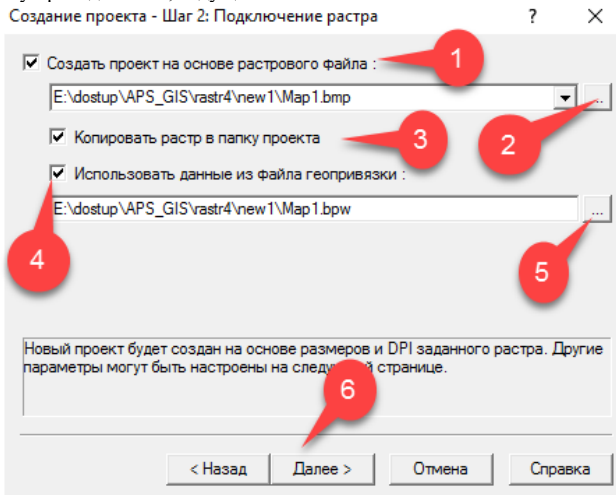 Создание проекта - Шаг 2: Подключение растра ? ×
Создать проект на основе растрового файла :
1
E:\dostup\APS_GIS\rastr4\new1\Map1.bmp ...
2
Копировать растр в папку проекта
3
Использовать данные из файла геопривязки :
E:\dostup\APS_GIS\rastr4\new1\Map1.bpw ...
4
5
Новый проект будет создан на основе размеров и DPI заданного растра. Другие
параметры могут быть настроены на странице.
6
< Назад Далее > Отмена Справка